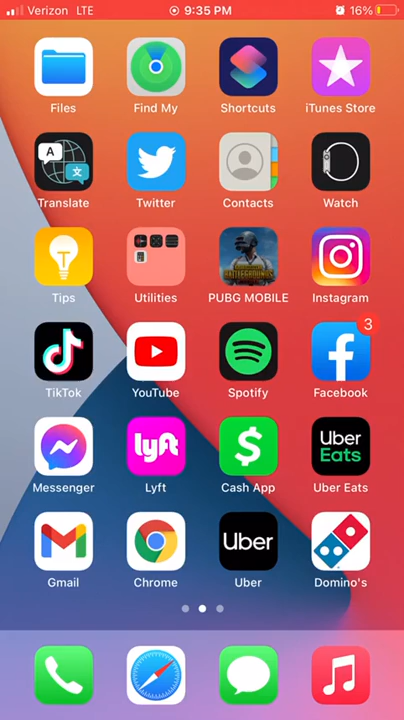 Verizon LTE 9:35 PM 16%
Files Find My Shortcuts iTunes Store
A 文
Translate Twitter Contacts Watch
Tips Utilities PUBG MOBILE Instagram
3
TikTok YouTube Spotify Facebook
lyft $ Uber Eats
Messenger Lyft Cash App Uber Eats
Uber
Gmail Chrome Uber Domino's